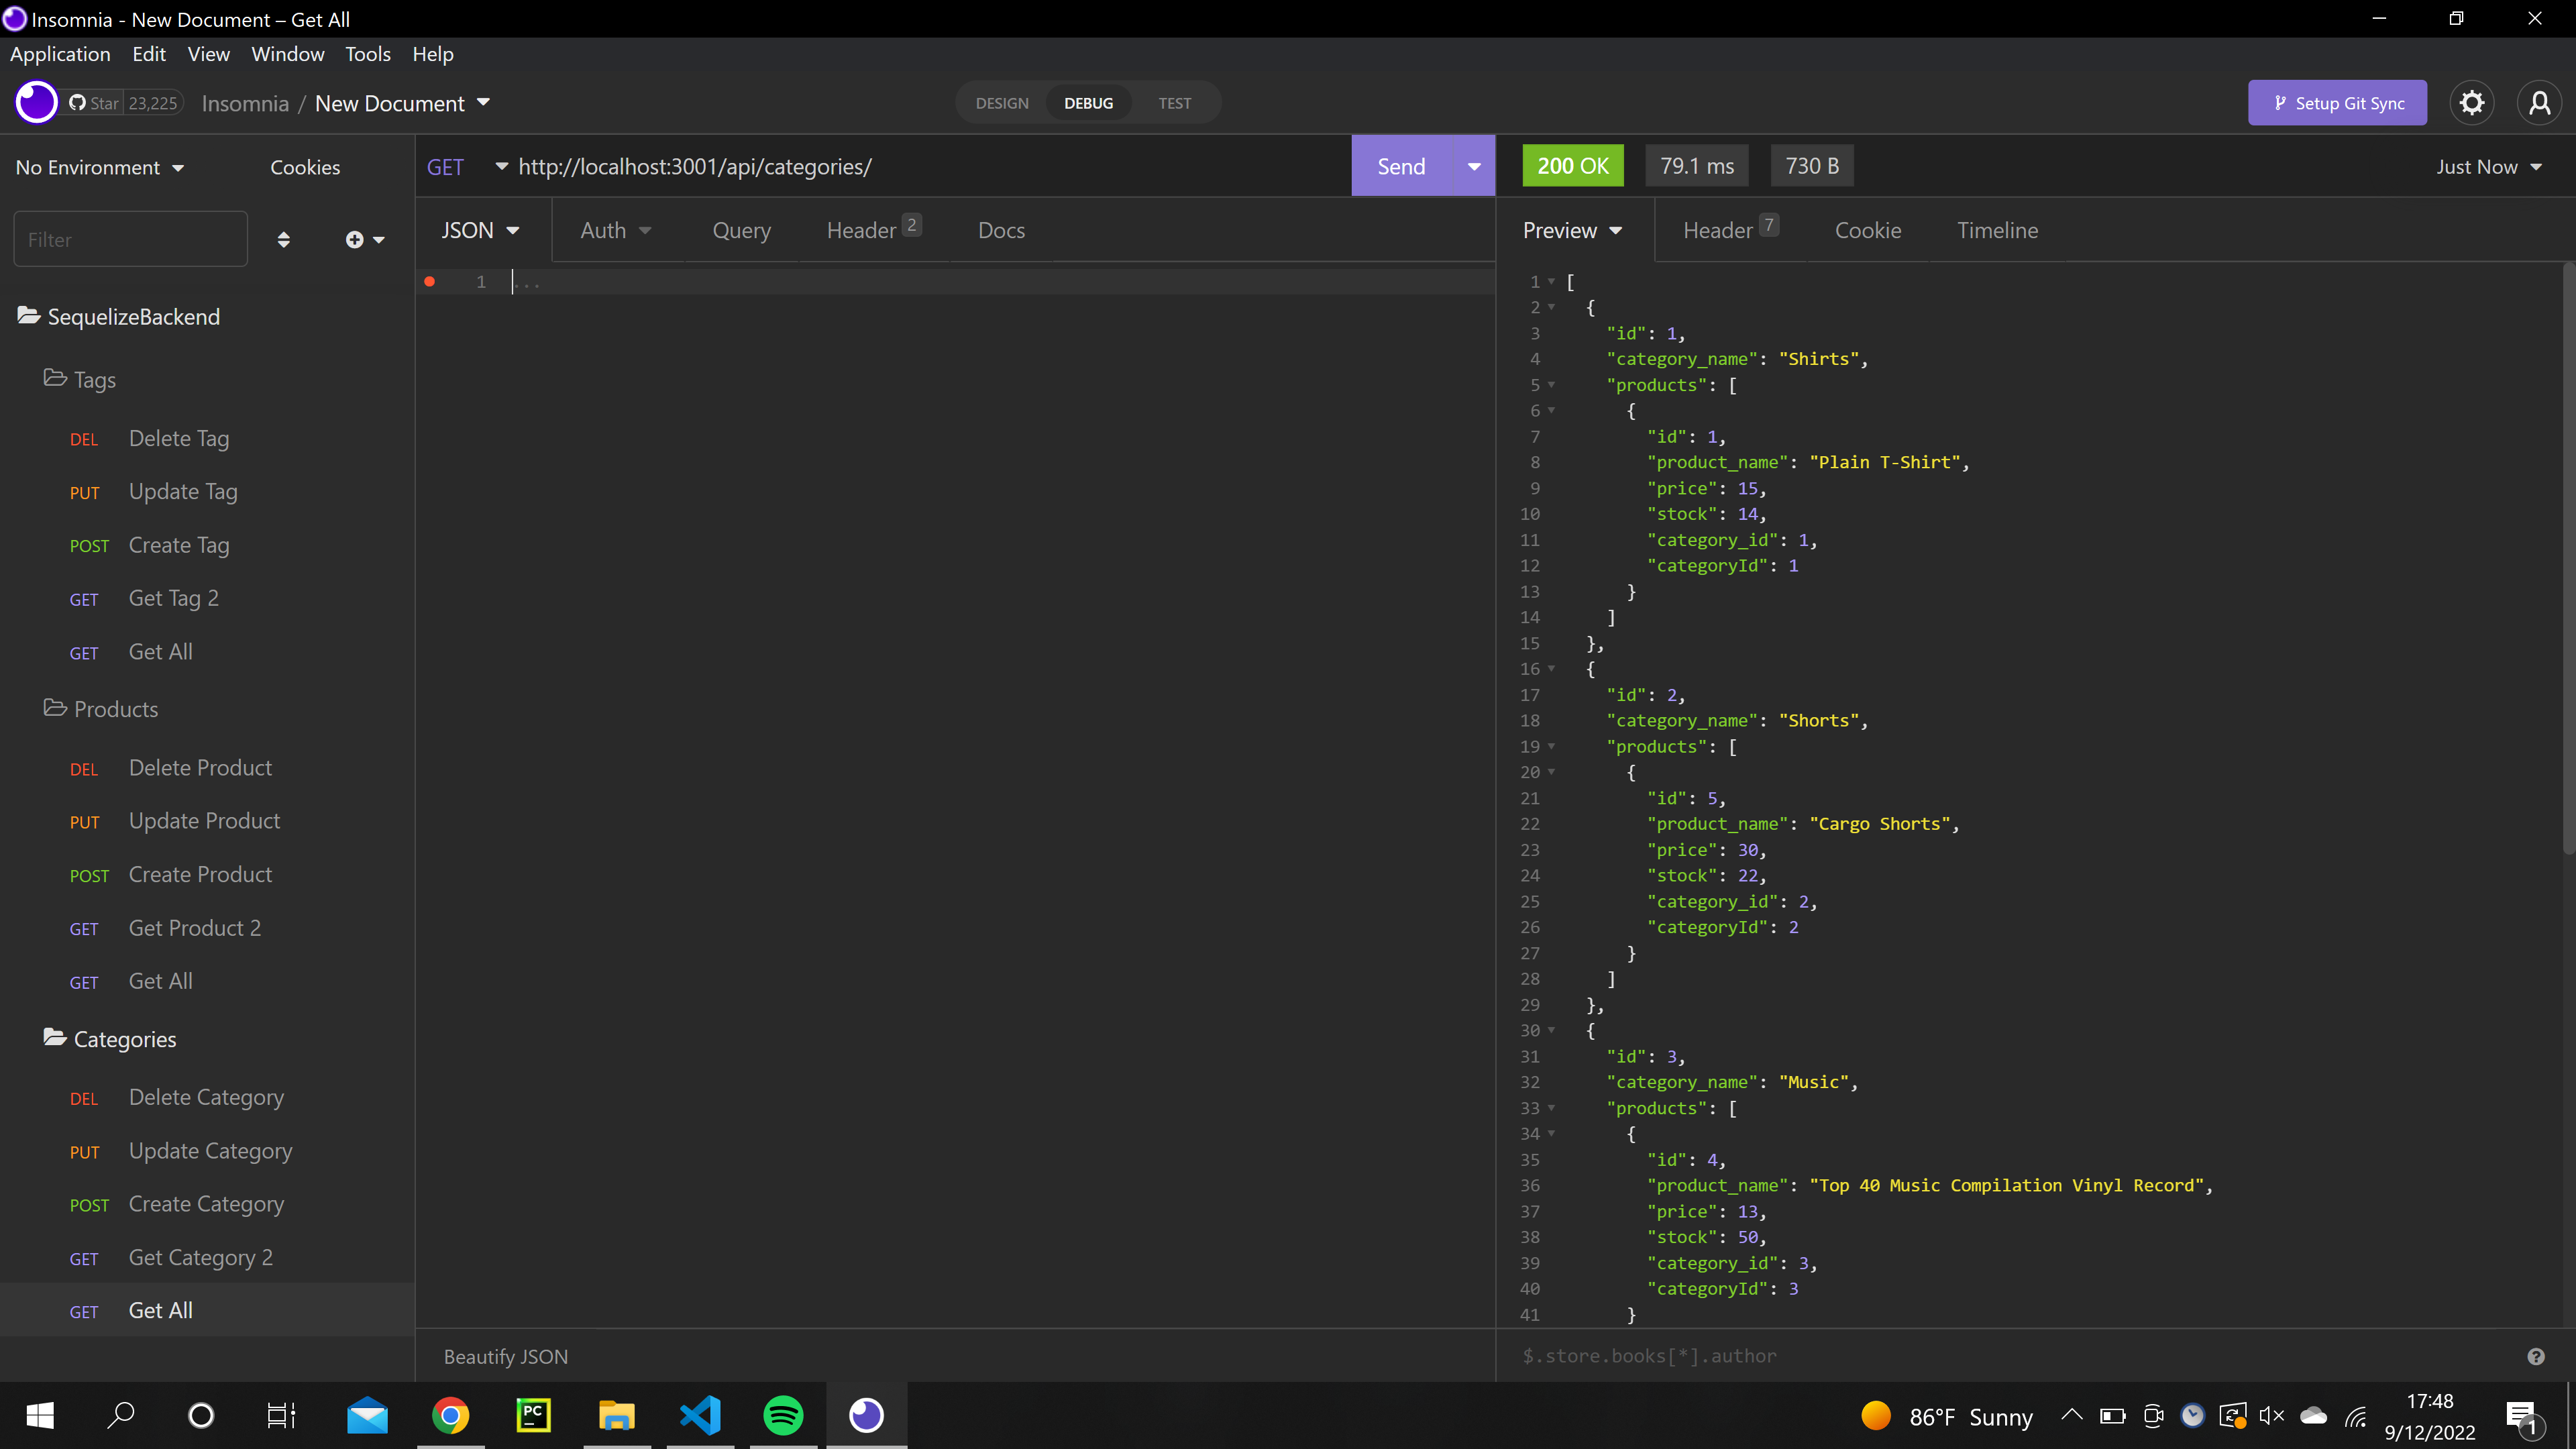 Insomnia - New Document – Get All
Application Edit View Window Tools Help
Star 23,225 Insomnia / New Document
DESIGN DEBUG TEST
Setup Git Sync
No Environment Cookies
Filter
SequelizeBackend
Tags
DEL Delete Tag
PUT Update Tag
POST Create Tag
GET Get Tag 2
GET Get All
Products
DEL Delete Product
PUT Update Product
POST Create Product
GET Get Product 2
GET Get All
Categories
DEL Delete Category
PUT Update Category
POST Create Category
GET Get Category 2
GET Get All
GET http://localhost:3001/api/categories/ Send
JSON Auth Query Header 2 Docs
1 ...
Beautify JSON
200 OK 79.1 ms 730 B Just Now
Preview Header 7 Cookie Timeline
1 [
2 {
3 "id": 1,
4 "category_name": "Shirts",
5 "products": [
6 {
7 "id": 1,
8 "product_name": "Plain T-Shirt",
9 "price": 15,
10 "stock": 14,
11 "category_id": 1,
12 "categoryId": 1
13 }
14 ]
15 },
16 {
17 "id": 2,
18 "category_name": "Shorts",
19 "products": [
20 {
21 "id": 5,
22 "product_name": "Cargo Shorts",
23 "price": 30,
24 "stock": 22,
25 "category_id": 2,
26 "categoryId": 2
27 }
28 ]
29 },
30 {
31 "id": 3,
32 "category_name": "Music",
33 "products": [
34 {
35 "id": 4,
36 "product_name": "Top 40 Music Compilation Vinyl Record",
37 "price": 13,
38 "stock": 50,
39 "category_id": 3,
40 "categoryId": 3
41 }
$.store.books[*].author
PC
86°F Sunny
17:48
9/12/2022
1